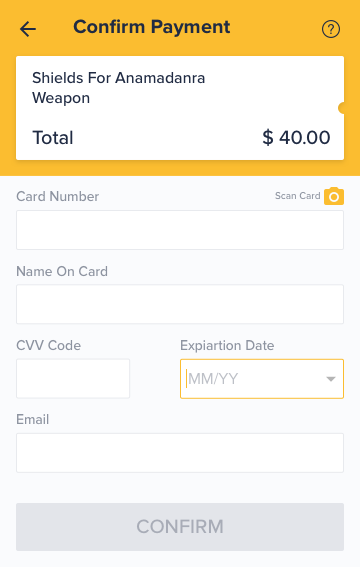 Confirm Payment
?
Shields For Anamadanra
Weapon
Total $ 40.00
Card Number Scan Card
Name On Card
CVV Code Expiartion Date
MM/YY
Email
CONFIRM